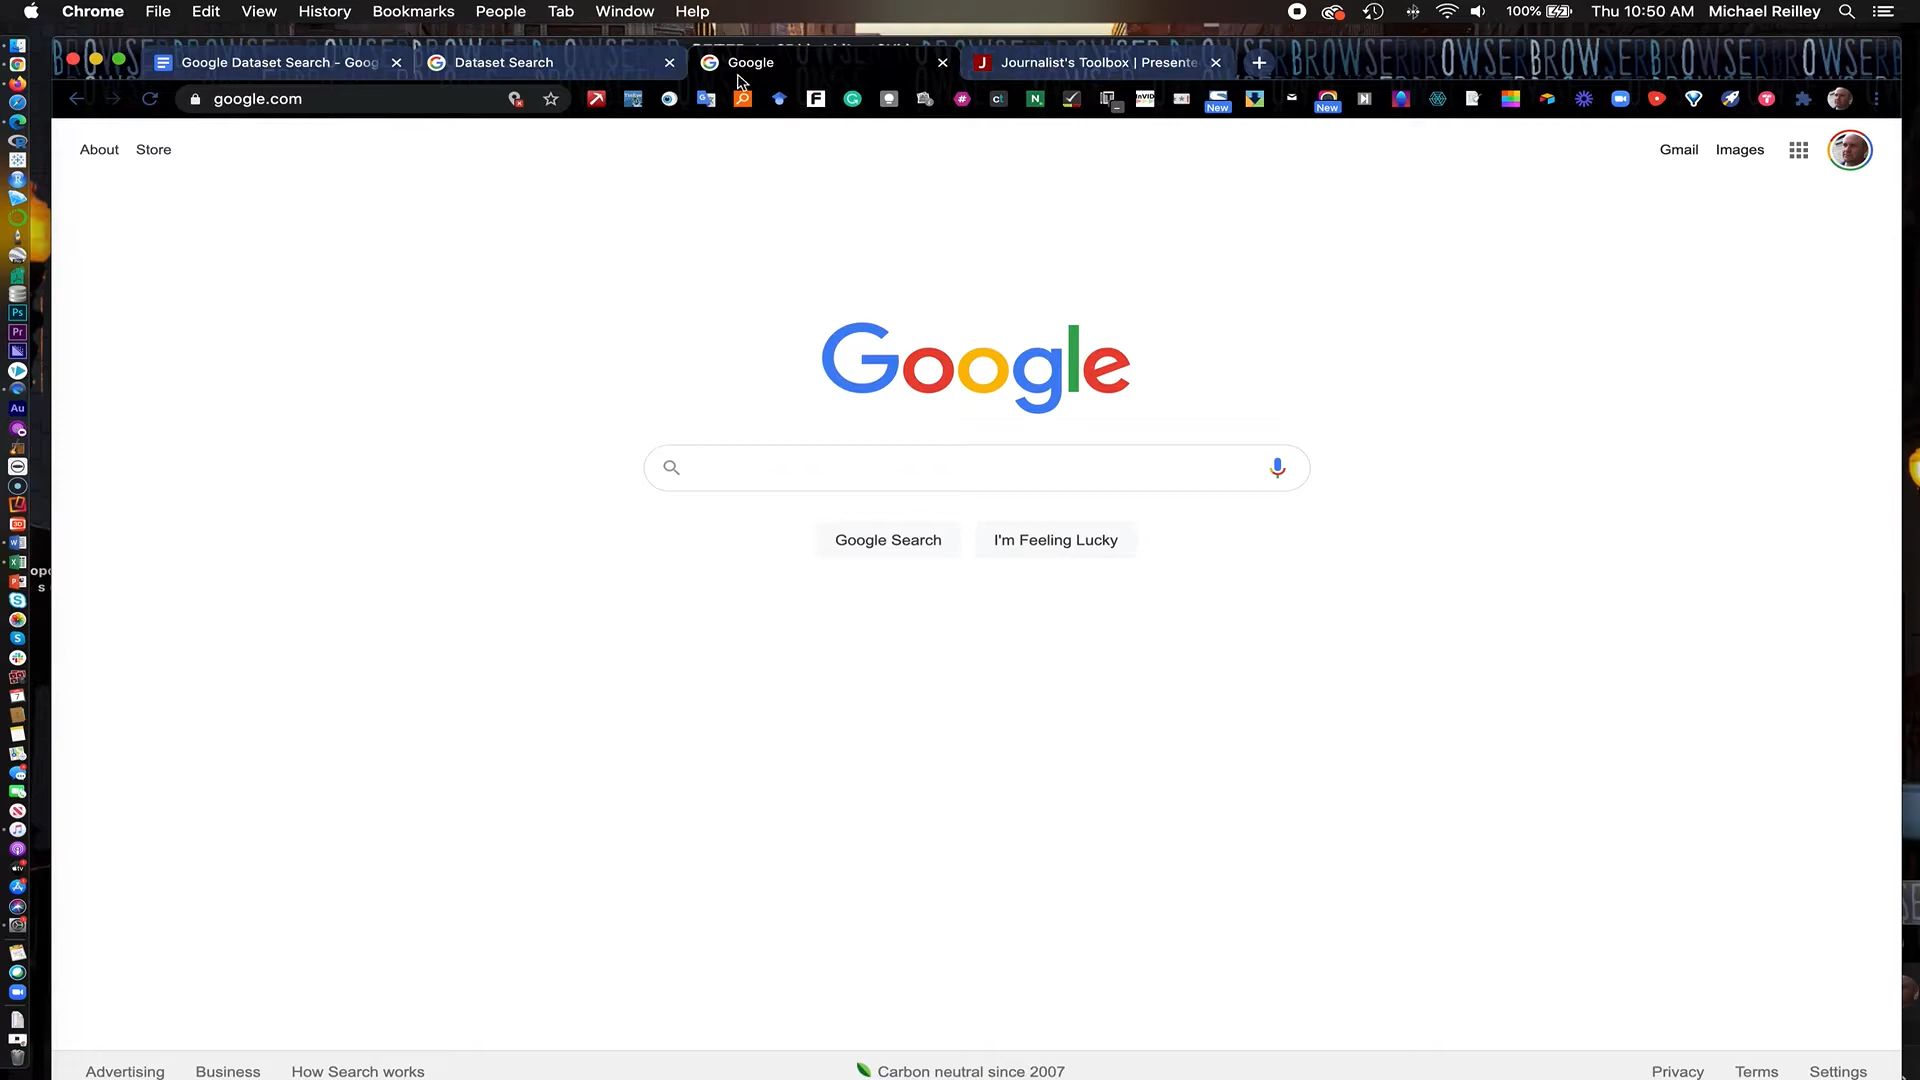 Chrome File Edit View History Bookmarks People Tab Window Help 100% Thu 10:50 AM Michael Reilley
Google Dataset Search - Goog Dataset Search Google Journalist's Toolbox | Presente
google.com New New
About Store Gmail Images
Google
Google Search I'm Feeling Lucky
Advertising Business How Search works Carbon neutral since 2007 Privacy Terms Settings